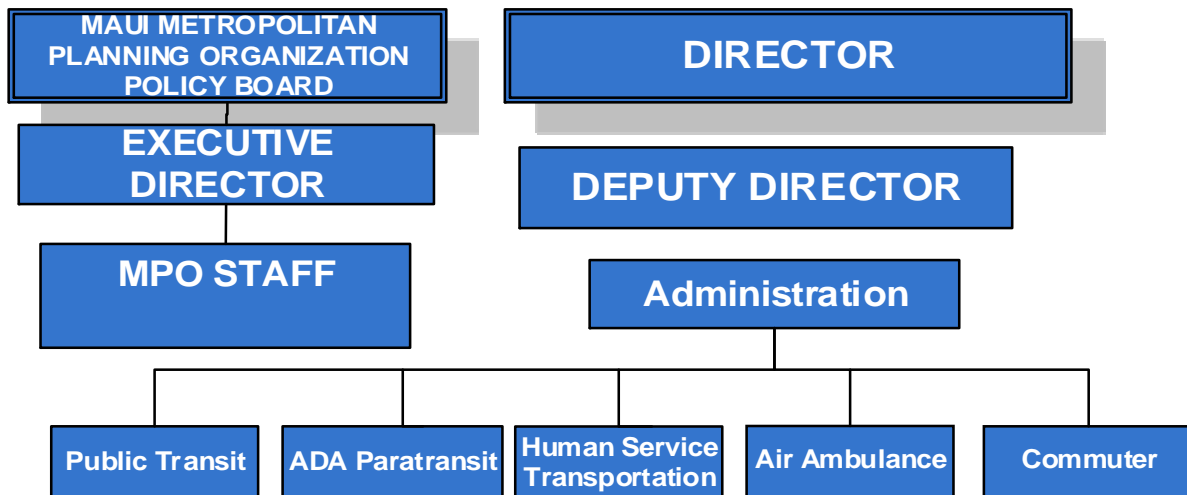 MAUI METROPOLITAN
PLANNING ORGANIZATION
POLICY BOARD
DIRECTOR
EXECUTIVE
DIRECTOR
DEPUTY DIRECTOR
MPO STAFF
Administration
Public Transit
ADA Paratransit
Human Service
Transportation
Air Ambulance
Commuter